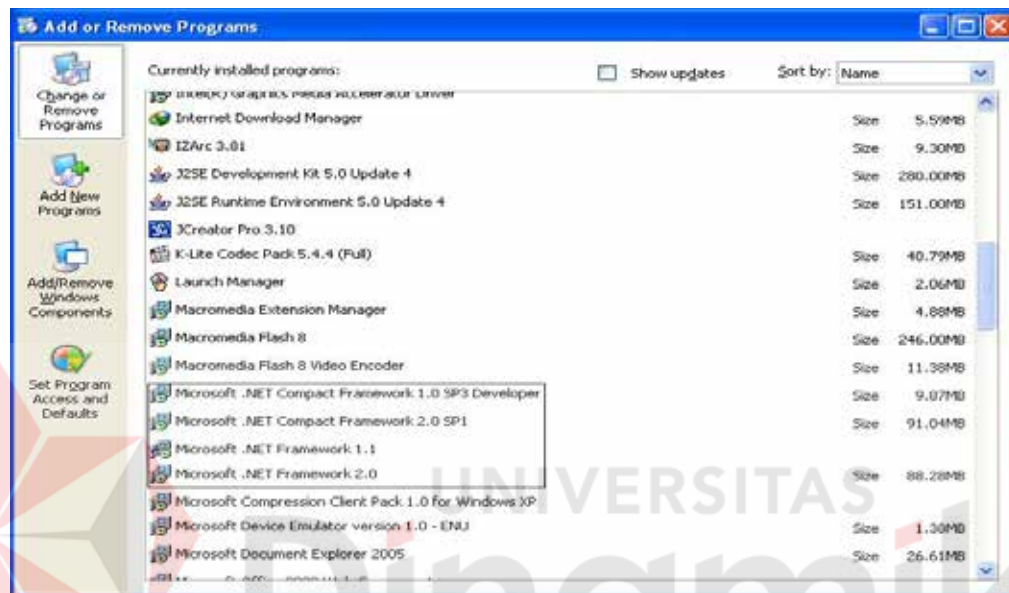 Add or Remove Programs
Change or Remove Programs
Add New Programs
Add/Remove Windows Components
Set Program Access and Defaults
Currently installed programs:
Show updates
Sort by: Name
Intel(R) Graphics Media Accelerator Driver
Internet Download Manager Size 5.59MB
IZArc 3.81 Size 9.30MB
J2SE Development Kit 5.0 Update 4 Size 280.00MB
J2SE Runtime Environment 5.0 Update 4 Size 151.00MB
JCreator Pro 3.10
K-Lite Codec Pack 5.4.4 (Full) Size 40.79MB
Launch Manager Size 2.06MB
Macromedia Extension Manager Size 4.88MB
Macromedia Flash 8 Size 246.00MB
Macromedia Flash 8 Video Encoder Size 11.38MB
Microsoft .NET Compact Framework 1.0 SP3 Developer Size 9.07MB
Microsoft .NET Compact Framework 2.0 SP1 Size 91.04MB
Microsoft .NET Framework 1.1
Microsoft .NET Framework 2.0 Size 88.28MB
Microsoft Compression Client Pack 1.0 for Windows XP
Microsoft Device Emulator version 1.0 - ENU Size 1.30MB
Microsoft Document Explorer 2005 Size 26.61MB
UNIVERSITAS
Dinamik